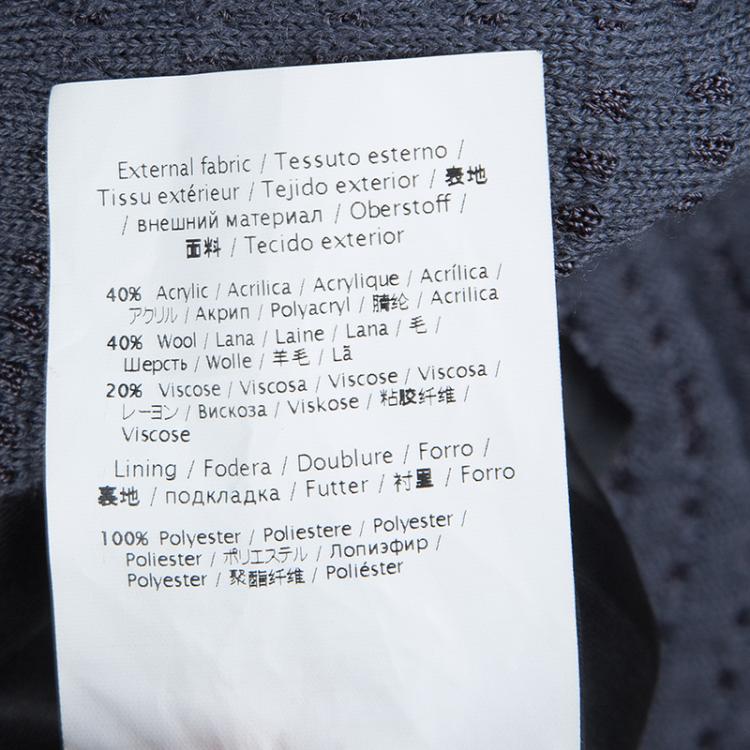 External fabric / Tessuto esterno /
Tissu extérieur / Tejido exterior / 表地
/ внешний материал / Oberstoff /
面料 / Tecido exterior
40% Acrylic / Acrilica / Acrylique / Acrílica /
アクリル / Акрил / Polyacryl / 腈纶 / Acrilica
40% Wool / Lana / Laine / Lana / 毛 /
Шерсть / Wolle / 羊毛 / Lã
20% Viscose / Viscosa / Viscose / Viscosa /
レーヨン / Вискоза / Viskose / 粘胶纤维 /
Viscose
Lining / Fodera / Doublure / Forro /
裏地 / подкладка / Futter / 衬里 / Forro
100% Polyester / Poliestere / Polyester /
Poliester / ポリエステル / Лопиэфир /
Polyester / 聚酯纤维 / Poliéster